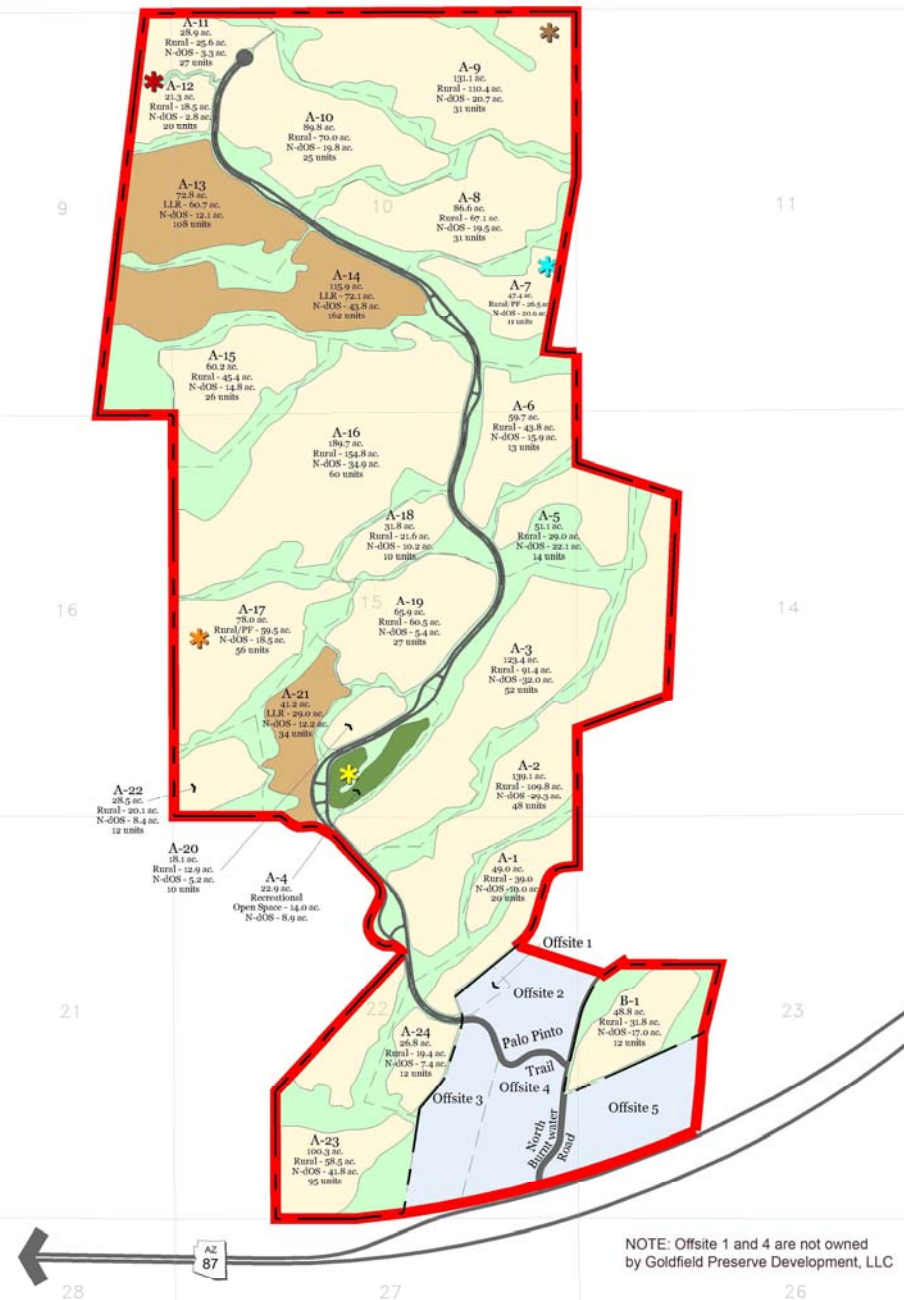 A-11
28.9 ac.
Rural - 25.6 ac.
N-dOS - 3.3 ac.
27 units
A-12
21.3 ac.
Rural - 18.5 ac.
N-dOS - 2.8 ac.
20 units
A-9
131.1 ac.
Rural - 110.4 ac.
N-dOS - 20.7 ac.
31 units
A-10
89.8 ac.
Rural - 70.0 ac.
N-dOS - 19.8 ac.
25 units
9
10
11
A-13
72.8 ac.
LLR - 60.7 ac.
N-dOS - 12.1 ac.
108 units
A-8
86.6 ac.
Rural - 67.1 ac.
N-dOS - 19.5 ac.
31 units
A-14
115.9 ac.
LLR - 72.1 ac.
N-dOS - 43.8 ac.
162 units
A-7
47.4 ac.
Rural/PF - 26.5 ac
N-dOS - 20.9 ac.
11 units
A-15
60.2 ac.
Rural - 45.4 ac.
N-dOS - 14.8 ac.
26 units
A-6
59.7 ac.
Rural - 43.8 ac.
N-dOS - 15.9 ac.
13 units
A-16
189.7 ac.
Rural - 154.8 ac.
N-dOS - 34.9 ac.
60 units
A-18
31.8 ac.
Rural - 21.6 ac.
N-dOS - 10.2 ac.
10 units
A-5
51.1 ac.
Rural - 29.0 ac.
N-dOS - 22.1 ac.
14 units
16
15
14
A-17
78.0 ac.
Rural/PF - 59.5 ac.
N-dOS - 18.5 ac.
56 units
A-19
65.9 ac.
Rural - 60.5 ac.
N-dOS - 5.4 ac.
27 units
A-3
123.4 ac.
Rural - 91.4 ac.
N-dOS -32.0 ac.
52 units
A-21
41.2 ac.
LLR - 29.0 ac.
N-dOS - 12.2 ac.
34 units
A-2
139.1 ac.
Rural - 109.8 ac.
N-dOS -29.3 ac.
48 units
A-22
28.5 ac.
Rural - 20.1 ac.
N-dOS - 8.4 ac.
12 units
A-20
18.1 ac.
Rural - 12.9 ac.
N-dOS - 5.2 ac.
10 units
A-4
22.9 ac.
Recreational
Open Space - 14.0 ac.
N-dOS - 8.9 ac.
A-1
49.0 ac.
Rural - 39.0
N-dOS -10.0 ac.
20 units
Offsite 1
Offsite 2
21
22
23
B-1
48.8 ac.
Rural - 31.8 ac.
N-dOS -17.0 ac.
12 units
A-24
26.8 ac.
Rural - 19.4 ac.
N-dOS - 7.4 ac.
12 units
Palo Pinto
Trail
Offsite 3
Offsite 4
Offsite 5
North
Burnt water
Road
A-23
100.3 ac.
Rural - 58.5 ac.
N-dOS - 41.8 ac.
95 units
AZ
87
NOTE: Offsite 1 and 4 are not owned
by Goldfield Preserve Development, LLC
28
27
26